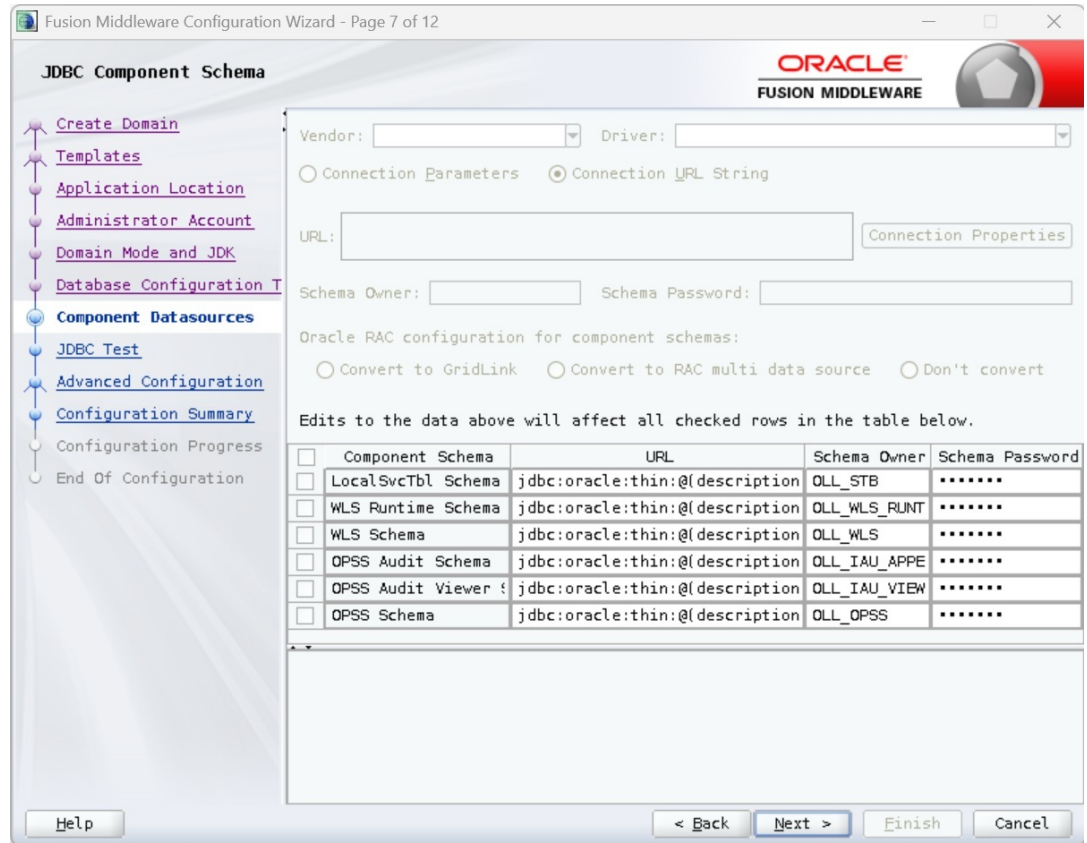 Fusion Middleware Configuration Wizard - Page 7 of 12
JDBC Component Schema
ORACLE
FUSION MIDDLEWARE
Create Domain
Templates
Application Location
Administrator Account
Domain Mode and JDK
Database Configuration T
Component Datasources
JDBC Test
Advanced Configuration
Configuration Summary
Configuration Progress
End Of Configuration
Vendor: Driver:
Connection Parameters Connection URL String
URL: Connection Properties
Schema Owner: Schema Password:
Oracle RAC configuration for component schemas:
Convert to GridLink Convert to RAC multi data source Don't convert
Edits to the data above will affect all checked rows in the table below.
Component Schema URL Schema Owner Schema Password
LocalSvcTbl Schema jdbc:oracle:thin:@(description OLL_STB •••••••
WLS Runtime Schema jdbc:oracle:thin:@(description OLL_WLS_RUNT •••••••
WLS Schema jdbc:oracle:thin:@(description OLL_WLS •••••••
OPSS Audit Schema jdbc:oracle:thin:@(description OLL_IAU_APPE •••••••
OPSS Audit Viewer S jdbc:oracle:thin:@(description OLL_IAU_VIEW •••••••
OPSS Schema jdbc:oracle:thin:@(description OLL_OPSS •••••••
Help < Back Next > Finish Cancel